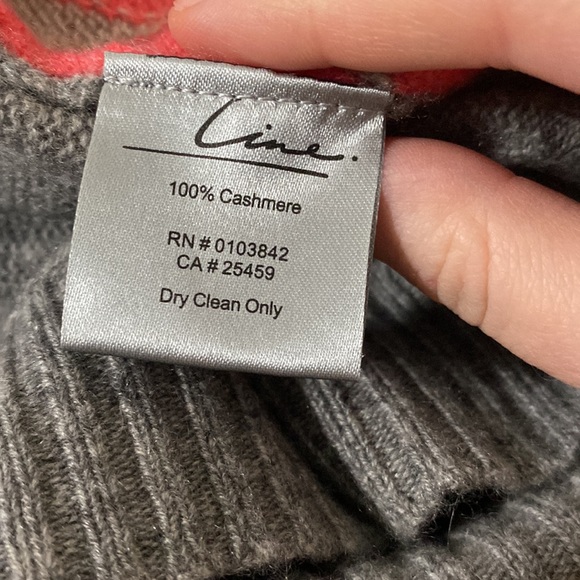 Line.
100% Cashmere
RN # 0103842
CA # 25459
Dry Clean Only